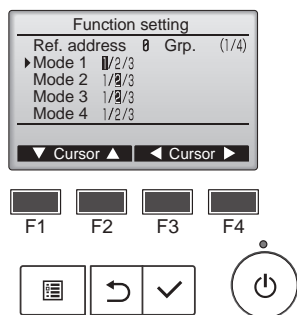 Function setting
Ref. address 0 Grp. (1/4)
Mode 1 1/2/3
Mode 2 1/2/3
Mode 3 1/2/3
Mode 4 1/2/3
▼ Cursor ▲ ◀ Cursor ▶
F1 F2 F3 F4